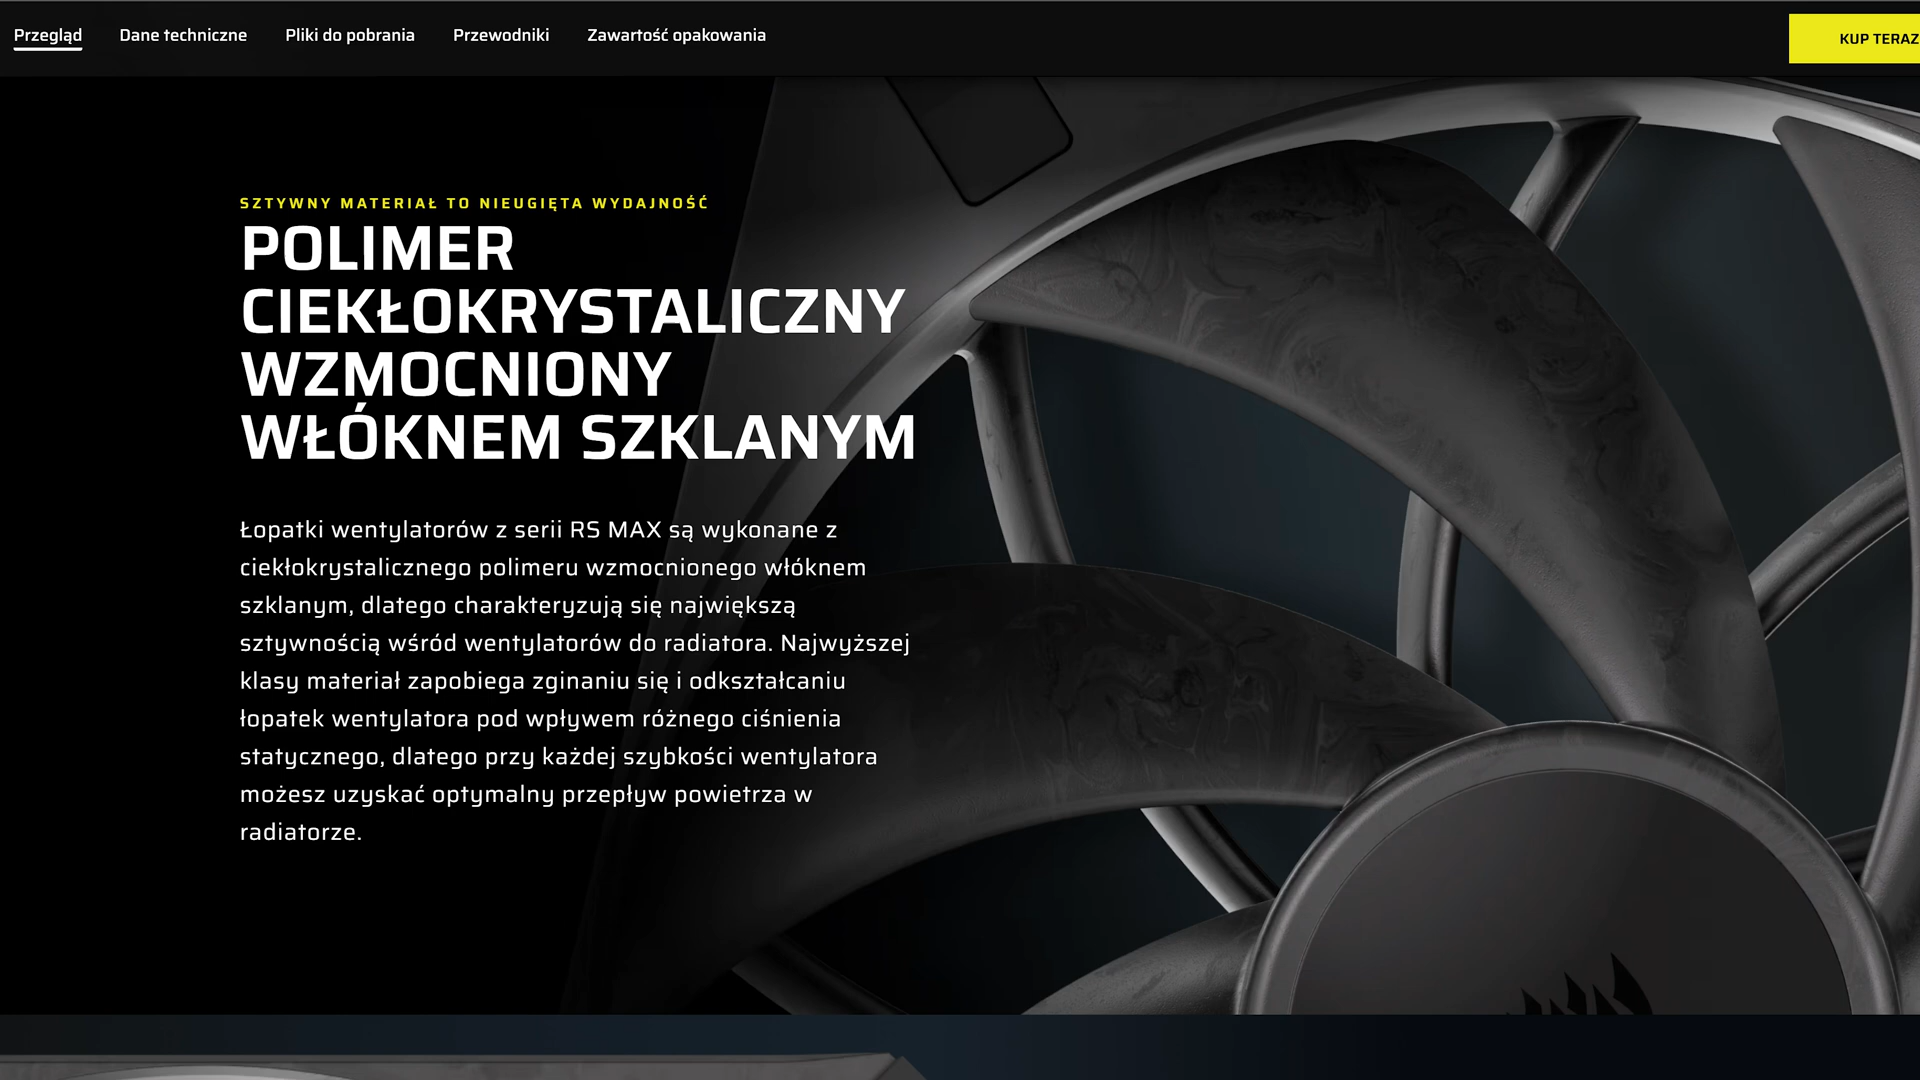 Przegląd
Dane techniczne
Pliki do pobrania
Przewodniki
Zawartość opakowania
KUP TERAZ
SZTYWNY MATERIAŁ TO NIEUGIĘTA WYDAJNOŚĆ
POLIMER
CIEKŁOKRYSTALICZNY
WZMOCNIONY
WŁÓKNEM SZKLANYM
Łopatki wentylatorów z serii RS MAX są wykonane z
ciekłokrystalicznego polimeru wzmocnionego włóknem
szklanym, dlatego charakteryzują się największą
sztywnością wśród wentylatorów do radiatora. Najwyższej
klasy materiał zapobiega zginaniu się i odkształcaniu
łopatek wentylatora pod wpływem różnego ciśnienia
statycznego, dlatego przy każdej szybkości wentylatora
możesz uzyskać optymalny przepływ powietrza w
radiatorze.